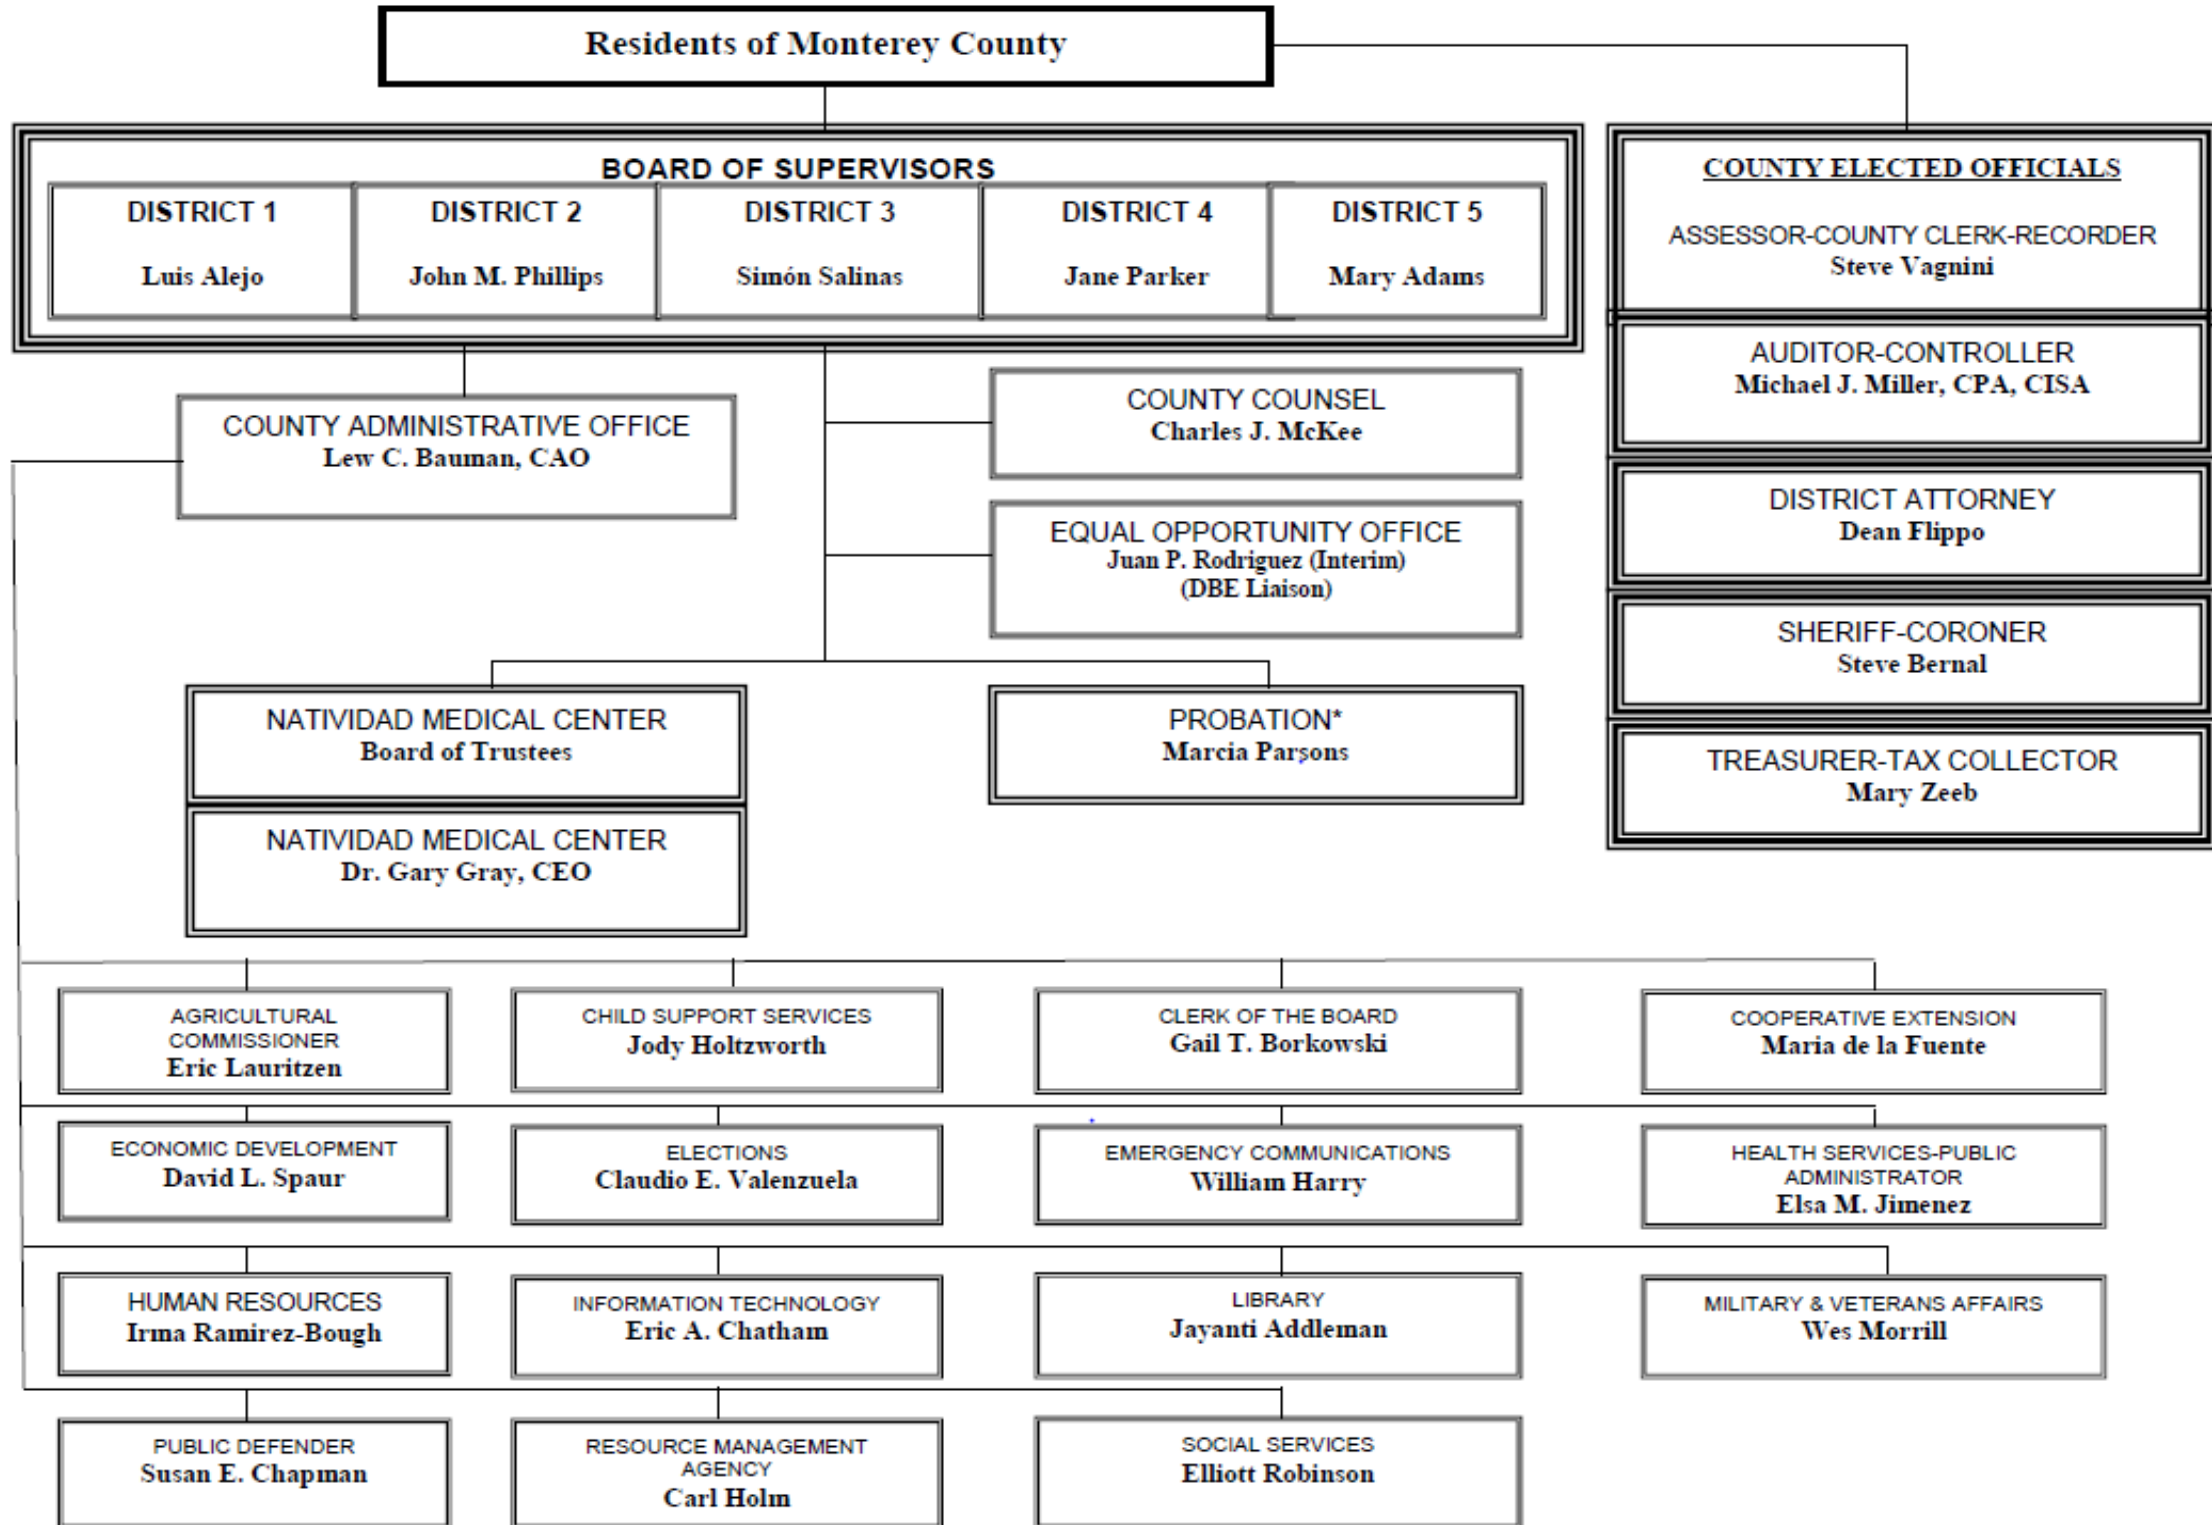 Residents of Monterey County
BOARD OF SUPERVISORS
DISTRICT 1
Luis Alejo
DISTRICT 2
John M. Phillips
DISTRICT 3
Simón Salinas
DISTRICT 4
Jane Parker
DISTRICT 5
Mary Adams
COUNTY ELECTED OFFICIALS
ASSESSOR-COUNTY CLERK-RECORDER
Steve Vagnini
AUDITOR-CONTROLLER
Michael J. Miller, CPA, CISA
DISTRICT ATTORNEY
Dean Flippo
SHERIFF-CORONER
Steve Bernal
TREASURER-TAX COLLECTOR
Mary Zeeb
COUNTY ADMINISTRATIVE OFFICE
Lew C. Bauman, CAO
COUNTY COUNSEL
Charles J. McKee
EQUAL OPPORTUNITY OFFICE
Juan P. Rodriguez (Interim)
(DBE Liaison)
NATIVIDAD MEDICAL CENTER
Board of Trustees
NATIVIDAD MEDICAL CENTER
Dr. Gary Gray, CEO
PROBATION*
Marcia Parsons
AGRICULTURAL
COMMISSIONER
Eric Lauritzen
CHILD SUPPORT SERVICES
Jody Holtzworth
CLERK OF THE BOARD
Gail T. Borkowski
COOPERATIVE EXTENSION
Maria de la Fuente
ECONOMIC DEVELOPMENT
David L. Spaur
ELECTIONS
Claudio E. Valenzuela
EMERGENCY COMMUNICATIONS
William Harry
HEALTH SERVICES-PUBLIC
ADMINISTRATOR
Elsa M. Jimenez
HUMAN RESOURCES
Irma Ramirez-Bough
INFORMATION TECHNOLOGY
Eric A. Chatham
LIBRARY
Jayanti Addleman
MILITARY & VETERANS AFFAIRS
Wes Morrill
PUBLIC DEFENDER
Susan E. Chapman
RESOURCE MANAGEMENT
AGENCY
Carl Holm
SOCIAL SERVICES
Elliott Robinson